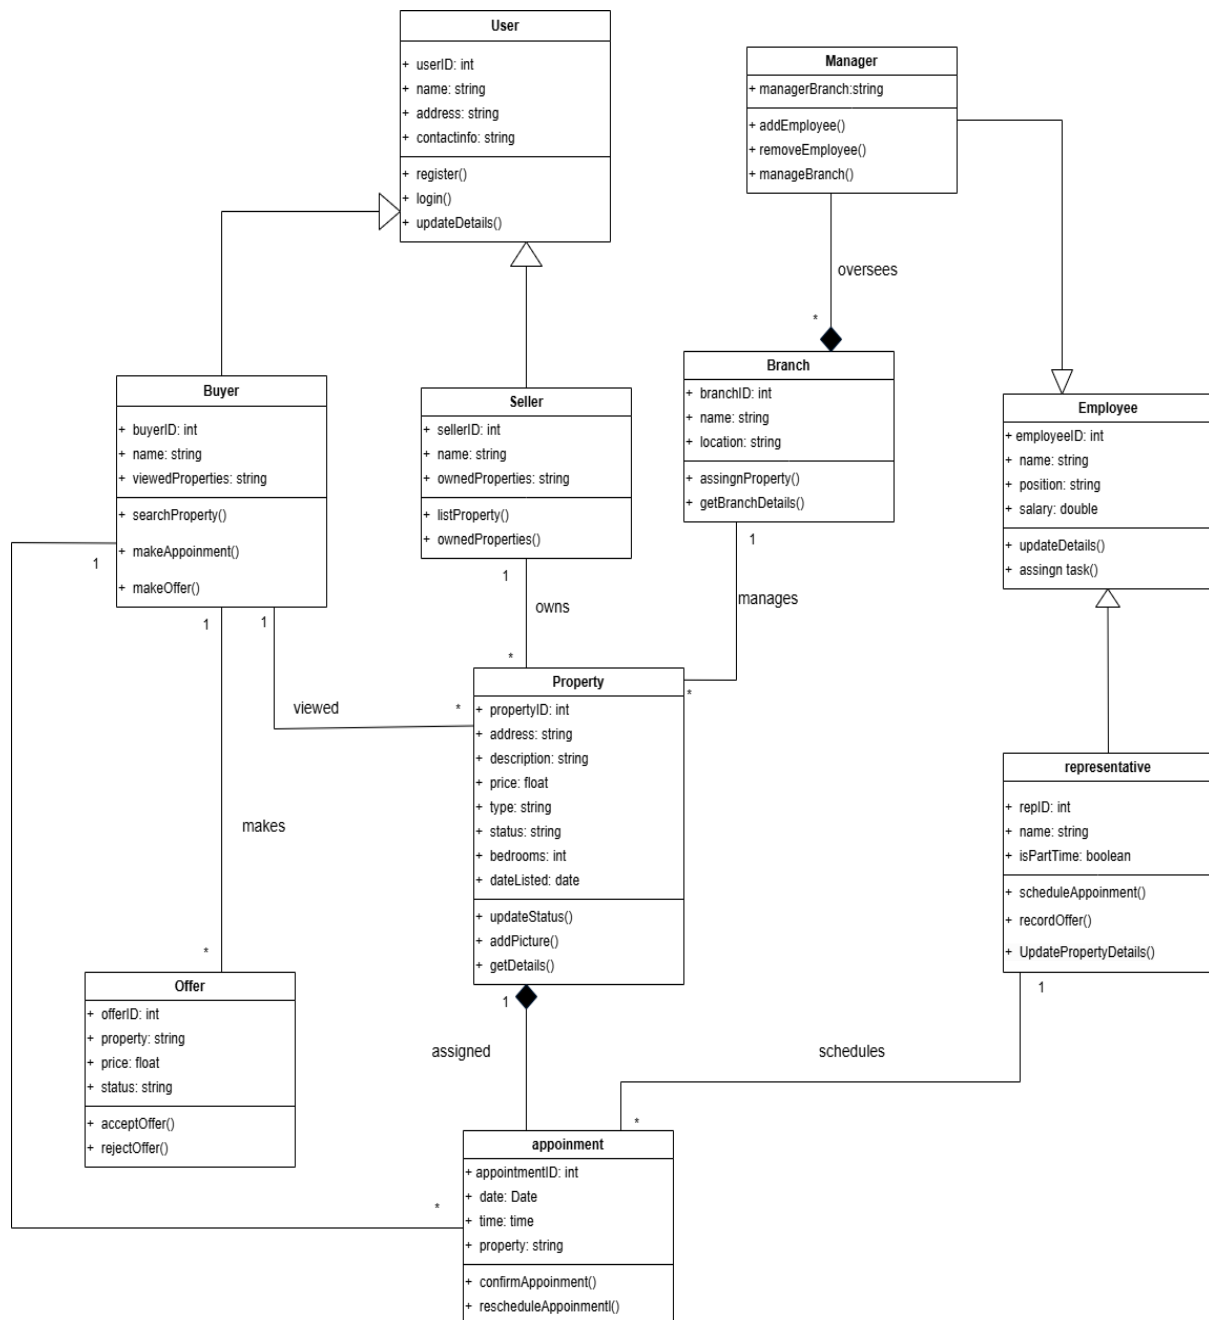 User
+ userID: int
+ name: string
+ address: string
+ contactinfo: string
+ register()
+ login()
+ updateDetails()
Manager
+ managerBranch:string
+ addEmployee()
+ removeEmployee()
+ manageBranch()
oversees
*
Branch
+ branchID: int
+ name: string
+ location: string
+ assingnProperty()
+ getBranchDetails()
1
manages
*
Employee
+ employeeID: int
+ name: string
+ position: string
+ salary: double
+ updateDetails()
+ assingn task()
Buyer
+ buyerID: int
+ name: string
+ viewedProperties: string
+ searchProperty()
+ makeAppoinment()
+ makeOffer()
1
1
1
Seller
+ sellerID: int
+ name: string
+ ownedProperties: string
+ listProperty()
+ ownedProperties()
1
owns
*
viewed
*
makes
*
Property
+ propertyID: int
+ address: string
+ description: string
+ price: float
+ type: string
+ status: string
+ bedrooms: int
+ dateListed: date
+ updateStatus()
+ addPicture()
+ getDetails()
1
assigned
representative
+ repID: int
+ name: string
+ isPartTime: boolean
+ scheduleAppoinment()
+ recordOffer()
+ UpdatePropertyDetails()
1
schedules
*
Offer
+ offerID: int
+ property: string
+ price: float
+ status: string
+ acceptOffer()
+ rejectOffer()
*
appoinment
+ appointmentID: int
+ date: Date
+ time: time
+ property: string
+ confirmAppoinment()
+ rescheduleAppoinmentl()